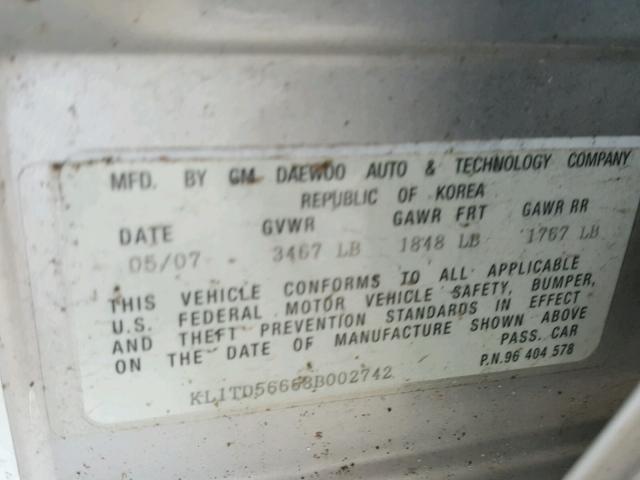 MFD. BY GM DAEWOO AUTO & TECHNOLOGY COMPANY
REPUBLIC OF KOREA
DATE GVWR GAWR FRT GAWR RR
05/07 3467 LB 1848 LB 1767 LB
THIS VEHICLE CONFORMS TO ALL APPLICABLE
U.S. FEDERAL MOTOR VEHICLE SAFETY, BUMPER,
AND THEFT PREVENTION STANDARDS IN EFFECT
ON THE DATE OF MANUFACTURE SHOWN ABOVE
PASS. CAR
P.N.96 404 578
KL1TD56668B002742